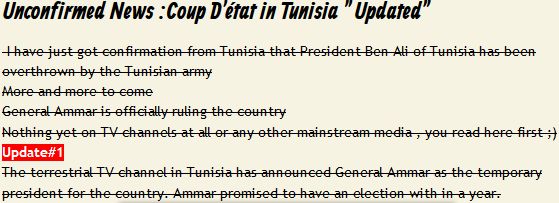 Unconfirmed News :Coup D'état in Tunisia " Updated"
I have just got confirmation from Tunisia that President Ben Ali of Tunisia has been
overthrown by the Tunisian army
More and more to come
General Ammar is officially ruling the country
Nothing yet on TV channels at all or any other mainstream media , you read here first ;)
Update#1
The terrestrial TV channel in Tunisia has announced General Ammar as the temporary
president for the country. Ammar promised to have an election with in a year.